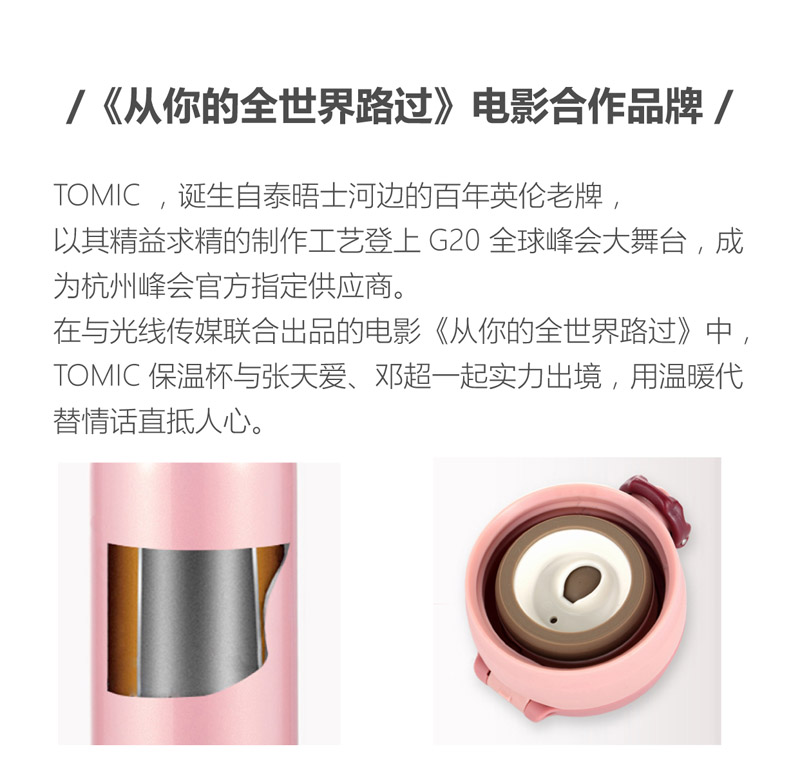 /《从你的全世界路过》电影合作品牌 /
TOMIC ，诞生自泰晤士河边的百年英伦老牌，
以其精益求精的制作工艺登上 G20 全球峰会大舞台，成
为杭州峰会官方指定供应商。
在与光线传媒联合出品的电影《从你的全世界路过》中，
TOMIC 保温杯与张天爱、邓超一起实力出境，用温暖代
替情话直抵人心。